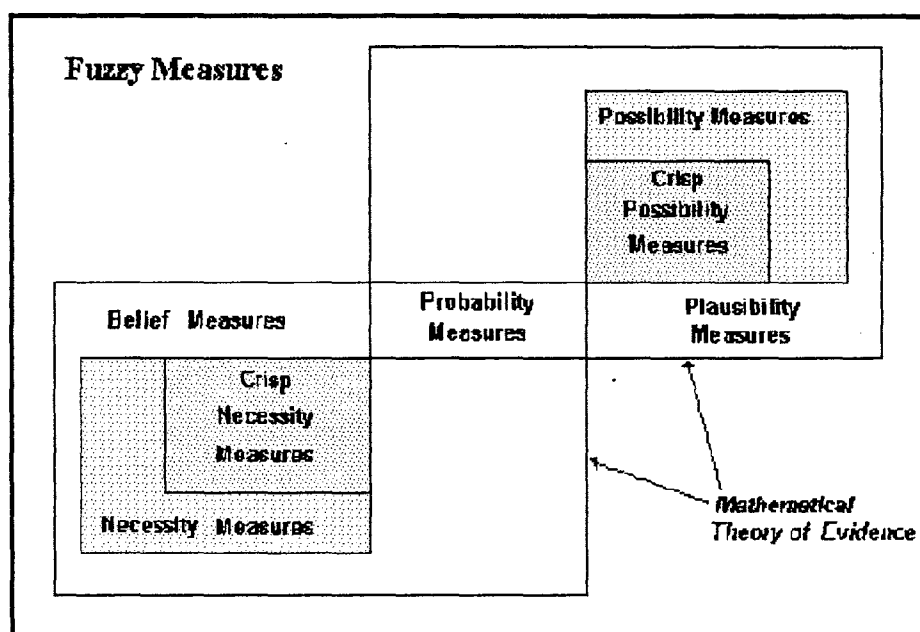 Fuzzy Measures
Possibility Measures
Crisp
Possibility
Measures
Belief Measures
Probability
Measures
Plausibility
Measures
Crisp
Necessity
Measures
Necessity Measures
Mathematical
Theory of Evidence